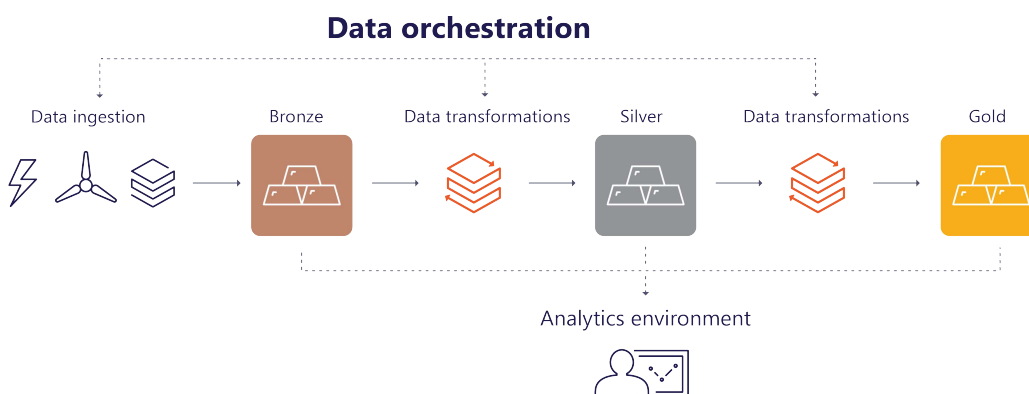 Data orchestration
Data ingestion
Bronze
Data transformations
Silver
Data transformations
Gold
Analytics environment